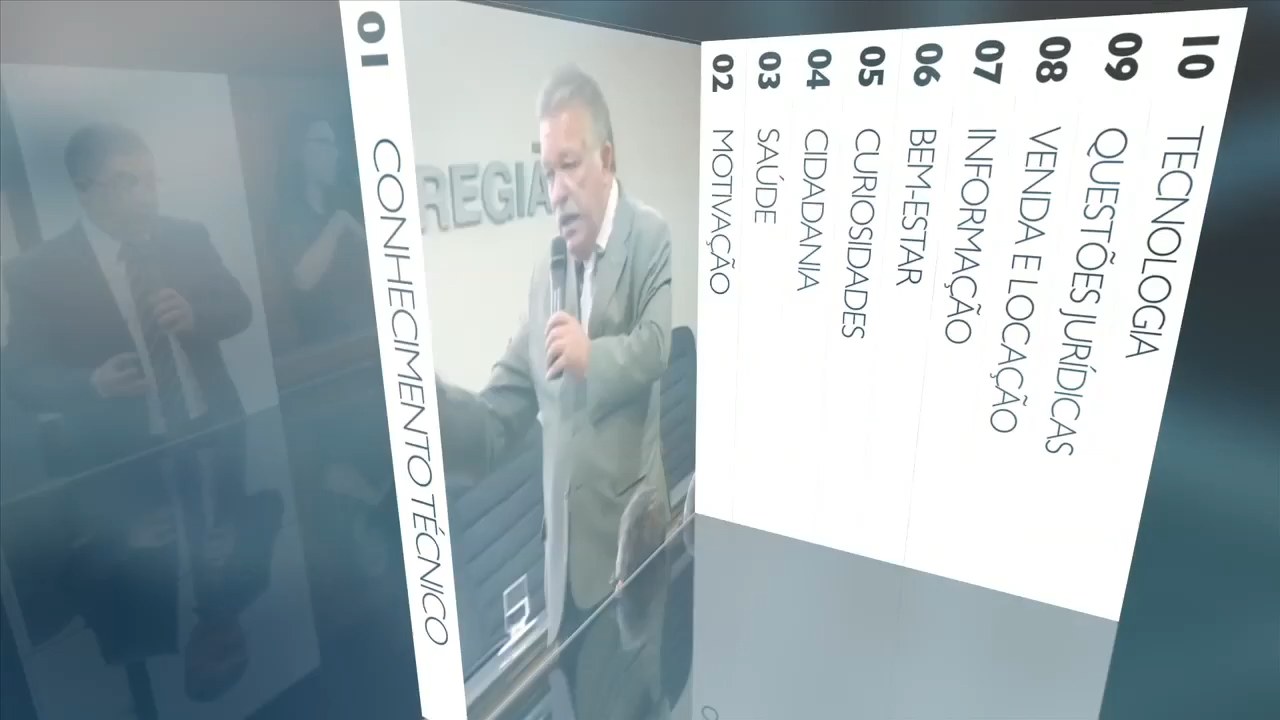 01 CONHECIMENTO TÉCNICO
REGIÃ
02 MOTIVAÇÃO
03 SAÚDE
04 CIDADANIA
05 CURIOSIDADES
06 BEM-ESTAR
07 INFORMAÇÃO
08 VENDA E LOCAÇÃO
09 QUESTÕES JURÍDICAS
10 TECNOLOGIA